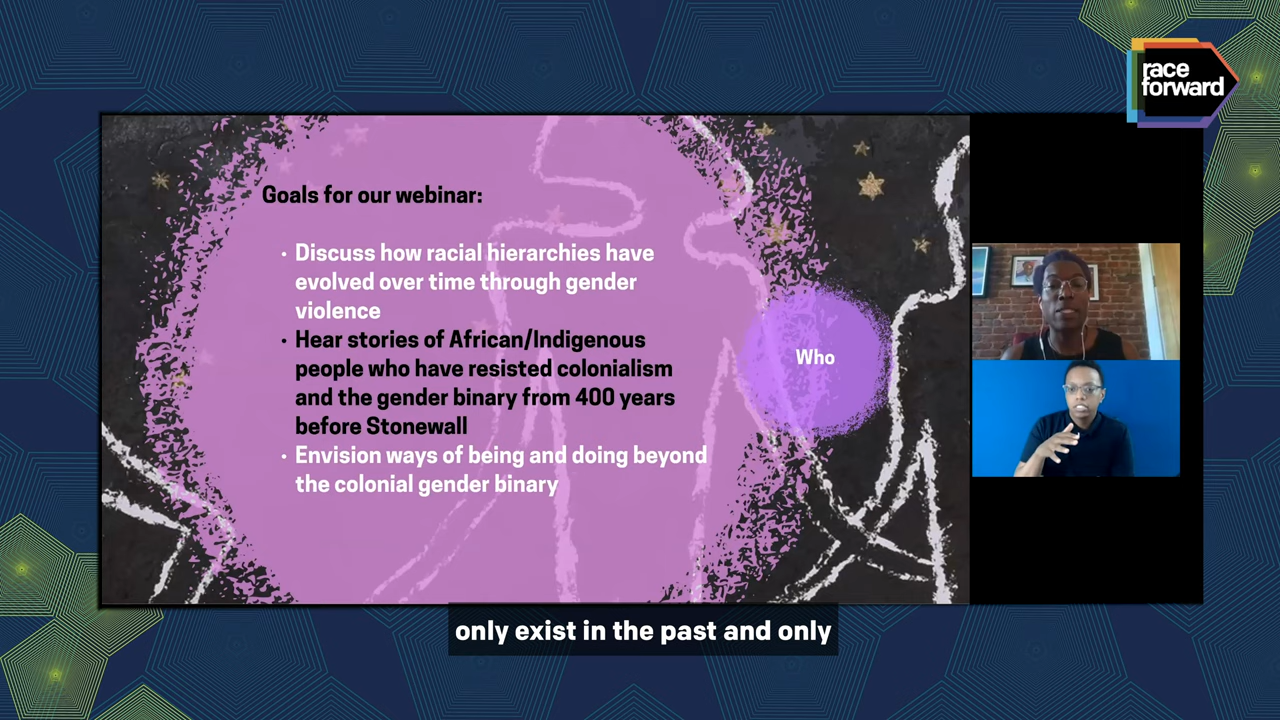 race
forward
Goals for our webinar:
• Discuss how racial hierarchies have
evolved over time through gender
violence
• Hear stories of African/Indigenous
people who have resisted colonialism
and the gender binary from 400 years
before Stonewall
• Envision ways of being and doing beyond
the colonial gender binary
Who
only exist in the past and only